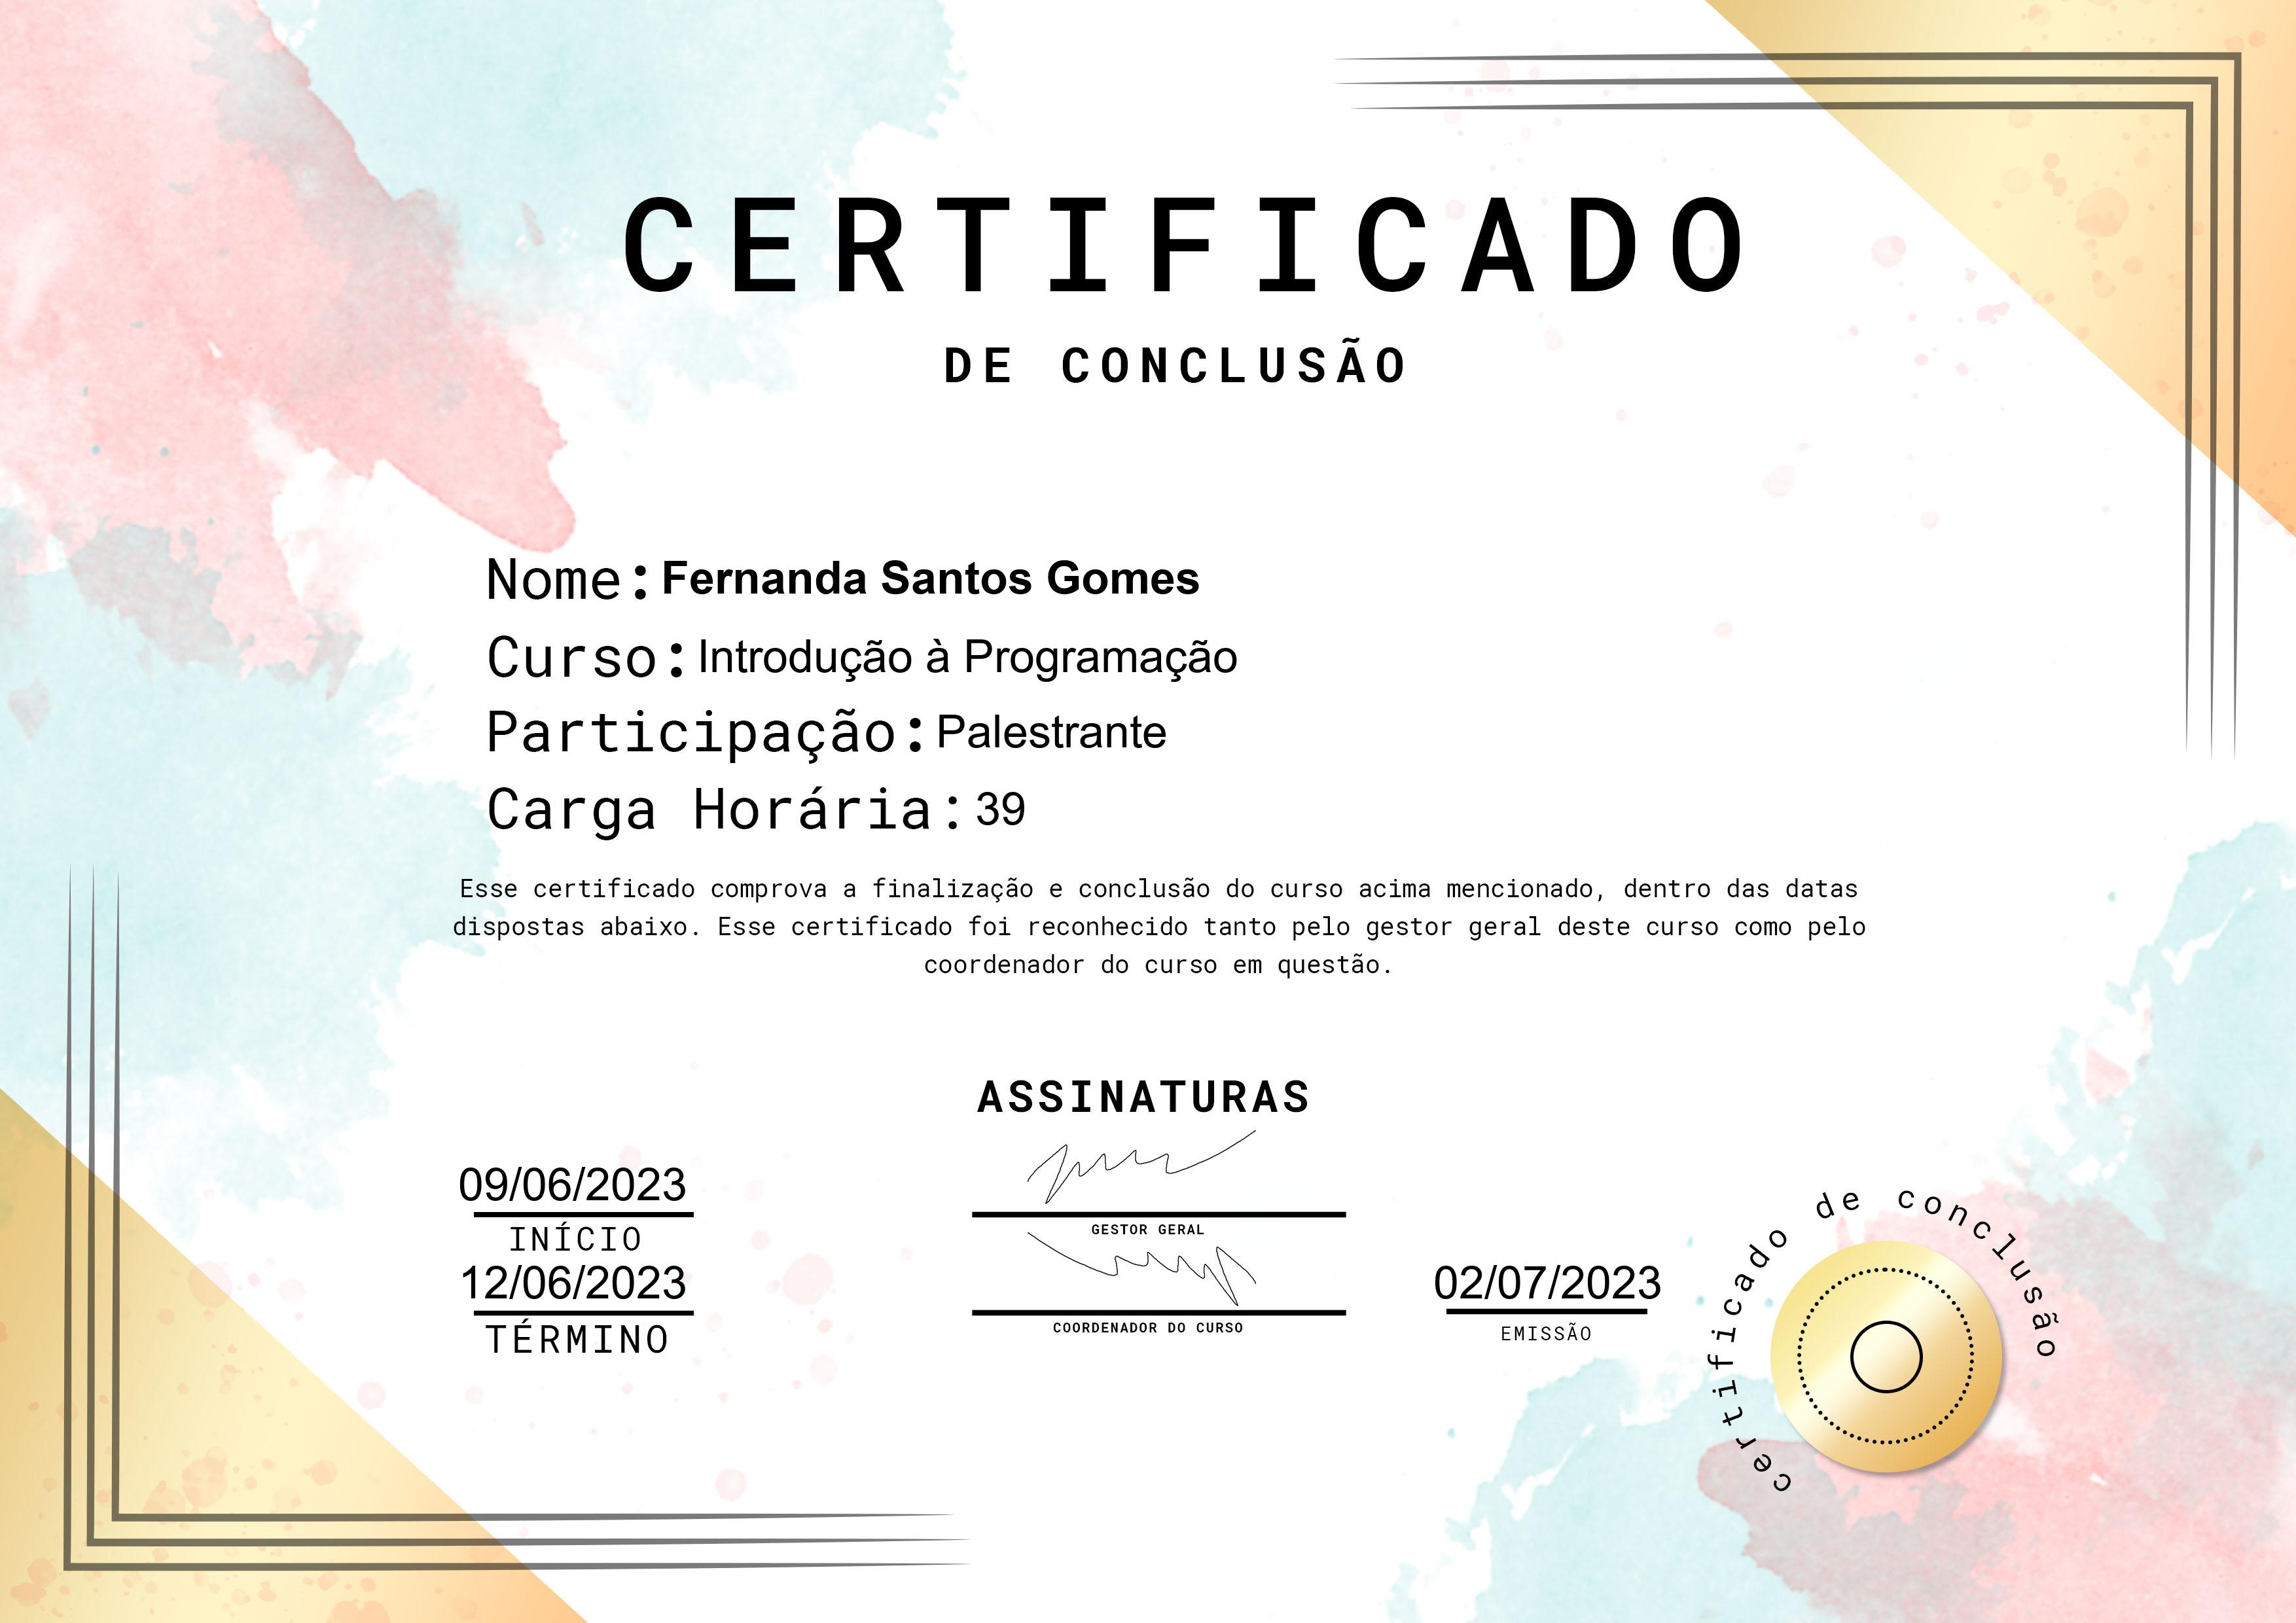 CERTIFICADO
DE CONCLUSÃO
Nome: Fernanda Santos Gomes
Curso: Introdução à Programação
Participação: Palestrante
Carga Horária: 39
Esse certificado comprova a finalização e conclusão do curso acima mencionado, dentro das datas
dispostas abaixo. Esse certificado foi reconhecido tanto pelo gestor geral deste curso como pelo
coordenador do curso em questão.
ASSINATURAS
09/06/2023
INÍCIO
12/06/2023
TÉRMINO
GESTOR GERAL
COORDENADOR DO CURSO
02/07/2023
EMISSÃO
certificado de conclusão